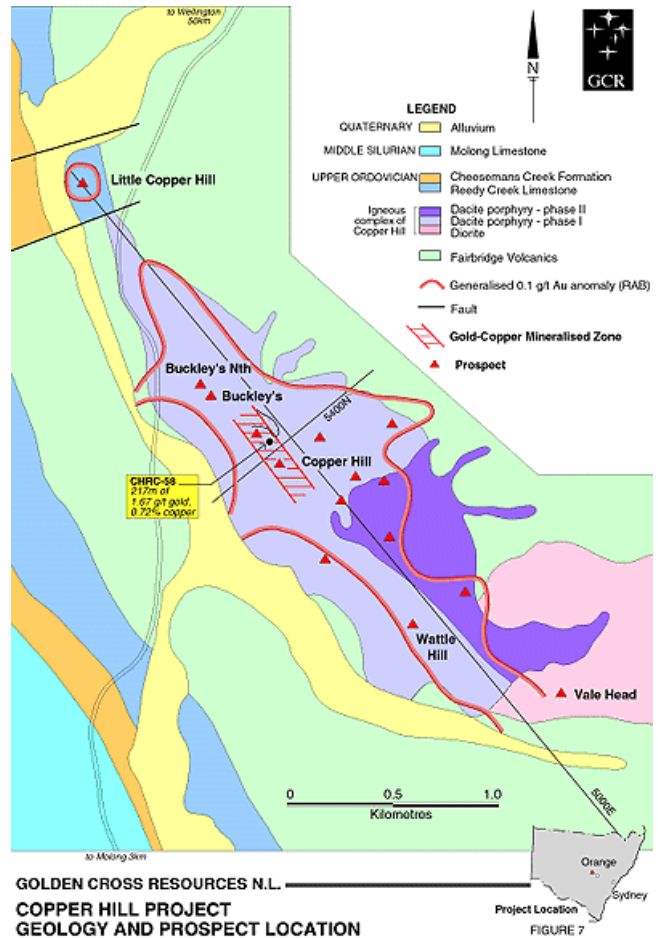 to Wellington
50km
N
GCR
LEGEND
QUATERNARY Alluvium
MIDDLE SILURIAN Molong Limestone
UPPER ORDOVICIAN Cheesemans Creek Formation
Reedy Creek Limestone
Igneous
complex of
Copper Hill
Dacite porphyry - phase II
Dacite porphyry - phase I
Diorite
Fairbridge Volcanics
Generalised 0.1 g/t Au anomaly (RAB)
Fault
Gold-Copper Mineralised Zone
Prospect
Little Copper Hill
Buckley's Nth
Buckley's
5400N
Copper Hill
CHRC-58
217m at
1.67 g/t gold,
0.72% copper
Wattle
Hill
Vale Head
0 0.5 1.0
Kilometres
5000E
to Molong 3km
GOLDEN CROSS RESOURCES N.L.
COPPER HILL PROJECT
GEOLOGY AND PROSPECT LOCATION
Orange
Sydney
Project Location
FIGURE 7